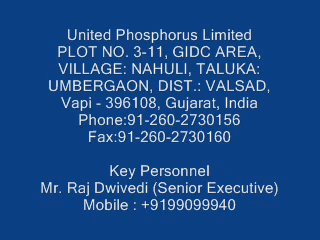 United Phosphorus Limited
PLOT NO. 3-11, GIDC AREA,
VILLAGE: NAHULI, TALUKA:
UMBERGAON, DIST.: VALSAD,
Vapi - 396108, Gujarat, India
Phone:91-260-2730156
Fax:91-260-2730160
Key Personnel
Mr. Raj Dwivedi (Senior Executive)
Mobile : +9199099940